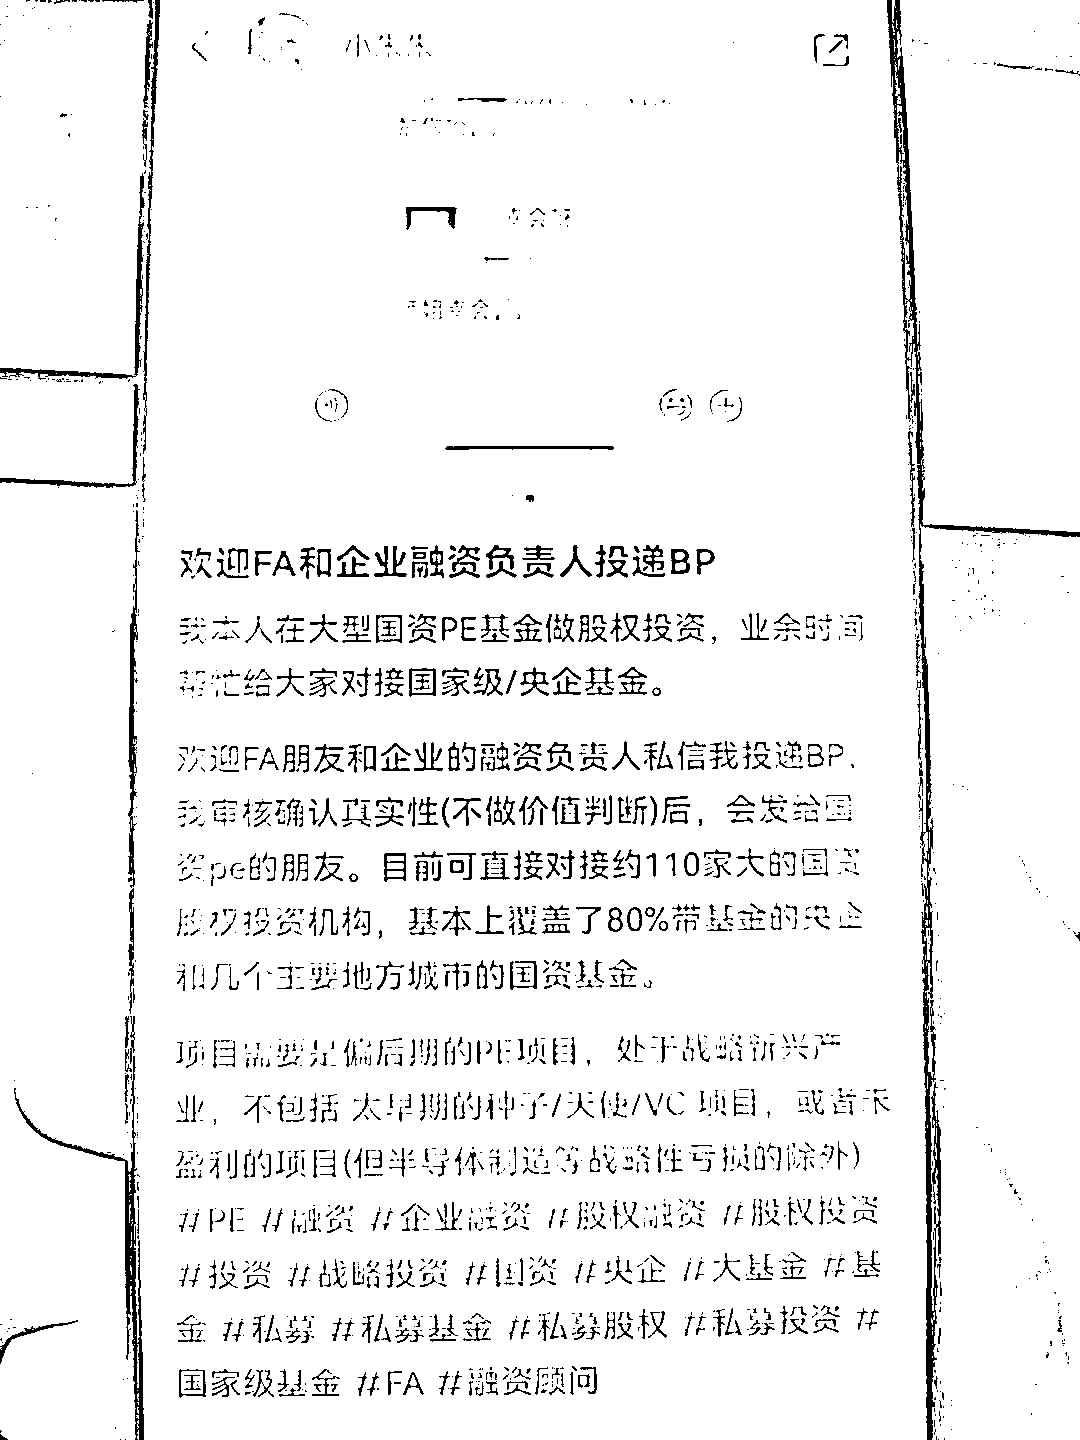 小朱朱
欢迎FA和企业融资负责人投递BP
我本人在大型国资PE基金做股权投资，业余时间
帮忙给大家对接国家级/央企基金。
欢迎FA朋友和企业的融资负责人私信我投递BP，
我审核确认真实性(不做价值判断)后，会发给国
资pe的朋友。目前可直接对接约110家大的国资
股权投资机构，基本上覆盖了80%带基金的央企
和几个主要地方城市的国资基金。
项目需要是偏后期的PE项目，处于战略新兴产
业，不包括 太早期的种子/天使/VC 项目，或者未
盈利的项目(但半导体制造等战略性亏损的除外)
#PE #融资 #企业融资 #股权融资 #股权投资
#投资 #战略投资 #国资 #央企 #大基金 #基
金 #私募 #私募基金 #私募股权 #私募投资 #
国家级基金 #FA #融资顾问